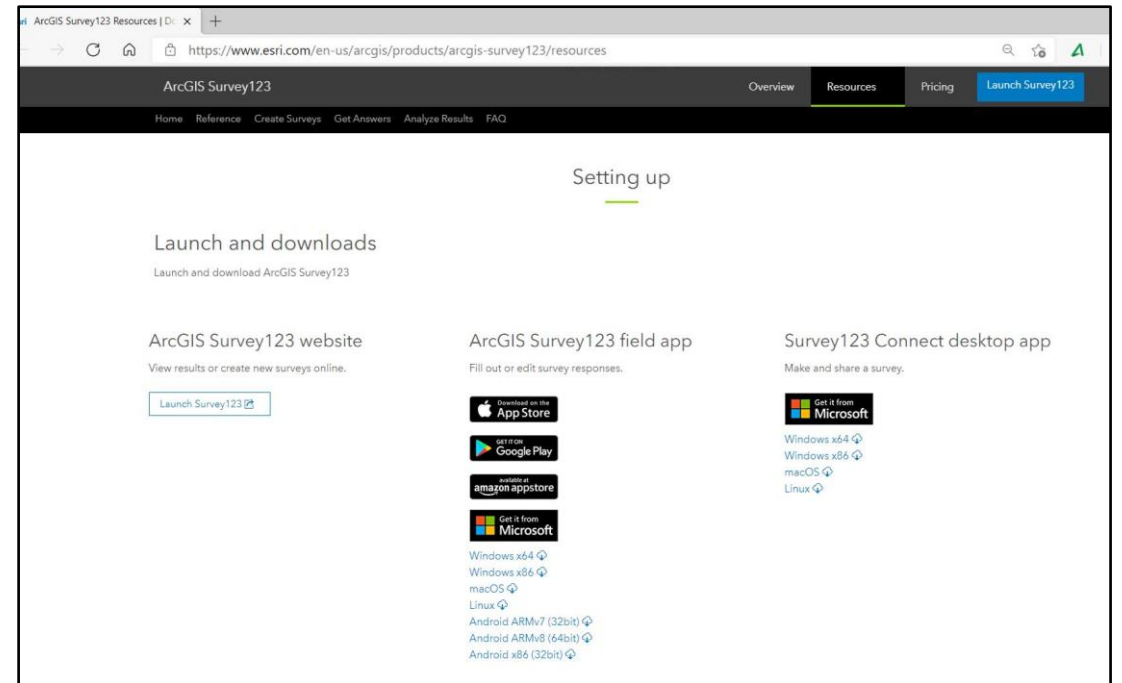 ArcGIS Survey123 Resources | Do
https://www.esri.com/en-us/arcgis/products/arcgis-survey123/resources
ArcGIS Survey123
Overview
Resources
Pricing
Launch Survey123
Home Reference Create Surveys Get Answers Analyze Results FAQ
Setting up
Launch and downloads
Launch and download ArcGIS Survey123
ArcGIS Survey123 website
View results or create new surveys online.
Launch Survey123
ArcGIS Survey123 field app
Fill out or edit survey responses.
Download on the
App Store
GET IT ON
Google Play
available at
amazon appstore
Get it from
Microsoft
Windows x64
Windows x86
macOS
Linux
Android ARMv7 (32bit)
Android ARMv8 (64bit)
Android x86 (32bit)
Survey123 Connect desktop app
Make and share a survey.
Get it from
Microsoft
Windows x64
Windows x86
macOS
Linux